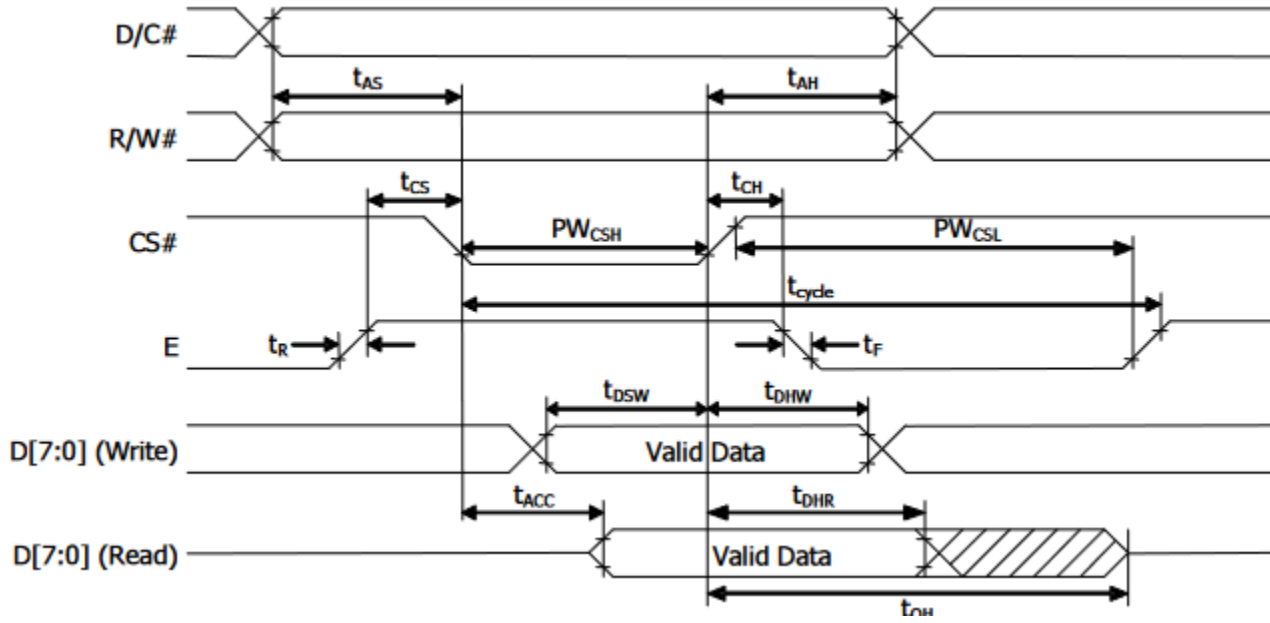 D/C#
tAS
tAH
R/W#
tCS
tCH
CS#
PWCSH
PWCSL
tcycle
E
tR
tF
tDSW
tDHW
D[7:0] (Write)
Valid Data
tACC
tDHR
D[7:0] (Read)
Valid Data
tOH